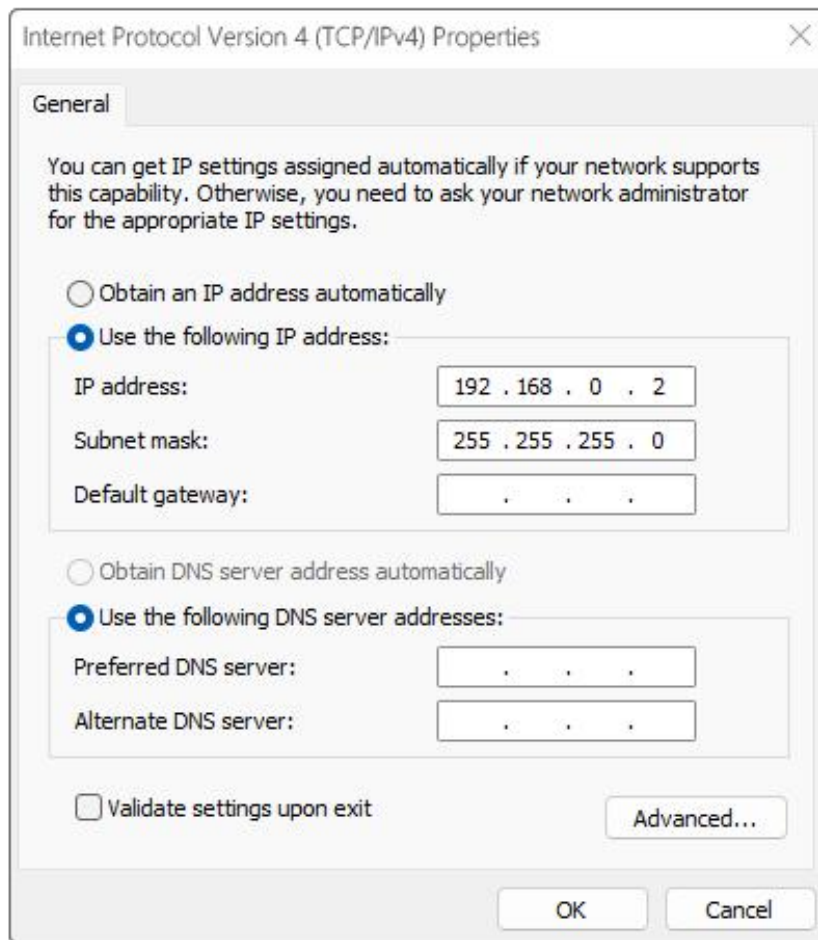 Internet Protocol Version 4 (TCP/IPv4) Properties
General
You can get IP settings assigned automatically if your network supports
this capability. Otherwise, you need to ask your network administrator
for the appropriate IP settings.
Obtain an IP address automatically
Use the following IP address:
IP address: 192 . 168 . 0 . 2
Subnet mask: 255 . 255 . 255 . 0
Default gateway: . . .
Obtain DNS server address automatically
Use the following DNS server addresses:
Preferred DNS server: . . .
Alternate DNS server: . . .
Validate settings upon exit
Advanced...
OK Cancel